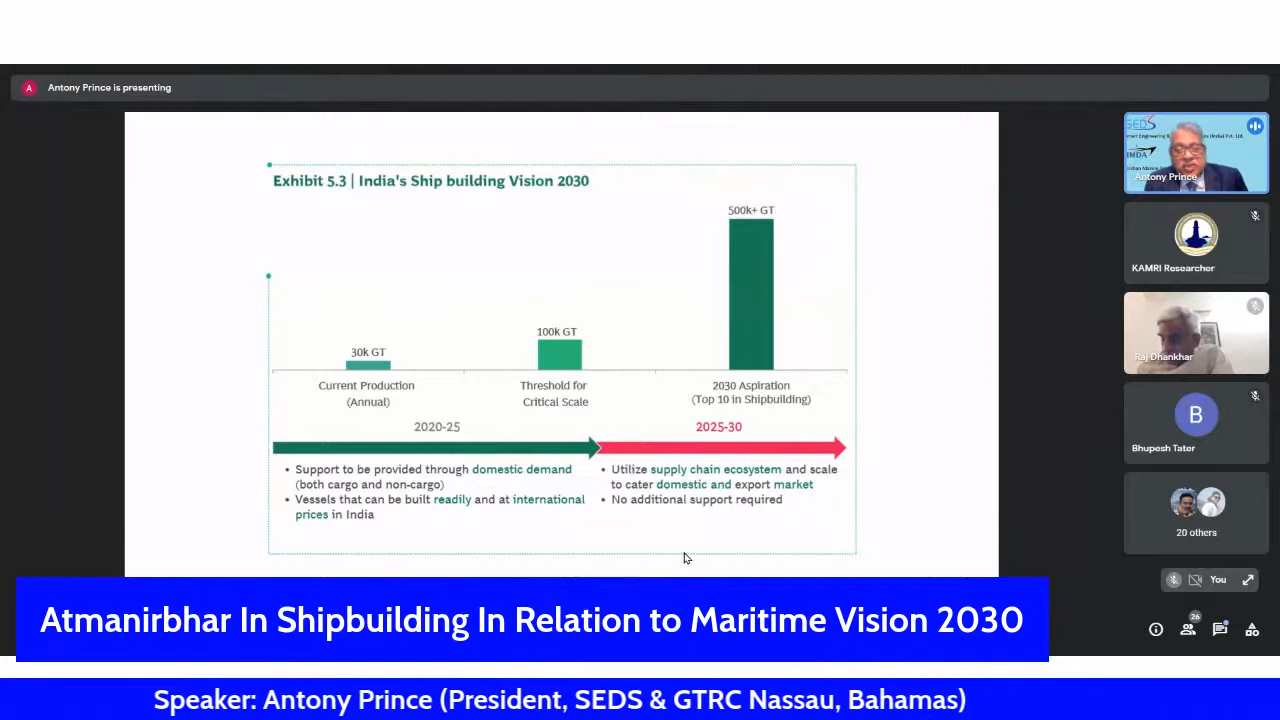 Antony Prince is presenting
A
Exhibit 5.3 | India's Ship building Vision 2030
500k+ GT
100k GT
30k GT
Current Production
(Annual)
Threshold for
Critical Scale
2030 Aspiration
(Top 10 in Shipbuilding)
2020-25
2025-30
• Support to be provided through domestic demand
(both cargo and non-cargo)
• Vessels that can be built readily and at international
prices in India
• Utilize supply chain ecosystem and scale
to cater domestic and export market
• No additional support required
SEDS
Antony Prince
KAMRI Researcher
Raj Dhankhar
B
Bhupesh Tater
20 others
You
26
Atmanirbhar In Shipbuilding In Relation to Maritime Vision 2030
Speaker: Antony Prince (President, SEDS & GTRC Nassau, Bahamas)